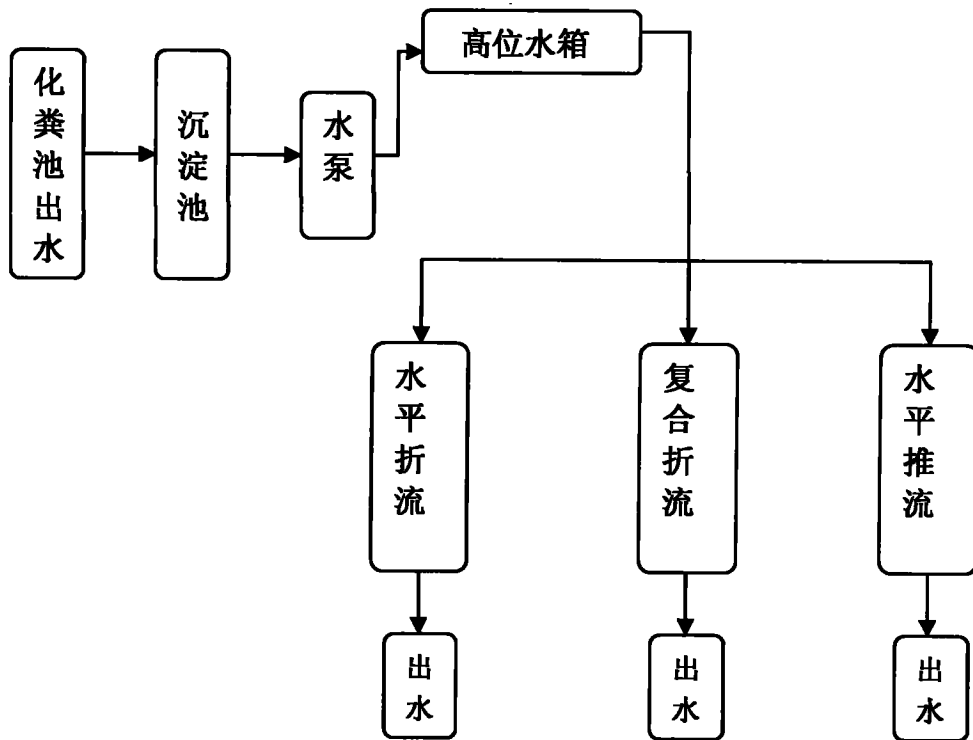 高位水箱
化粪池出水
沉淀池
水泵
水平折流
复合折流
水平推流
出水
出水
出水